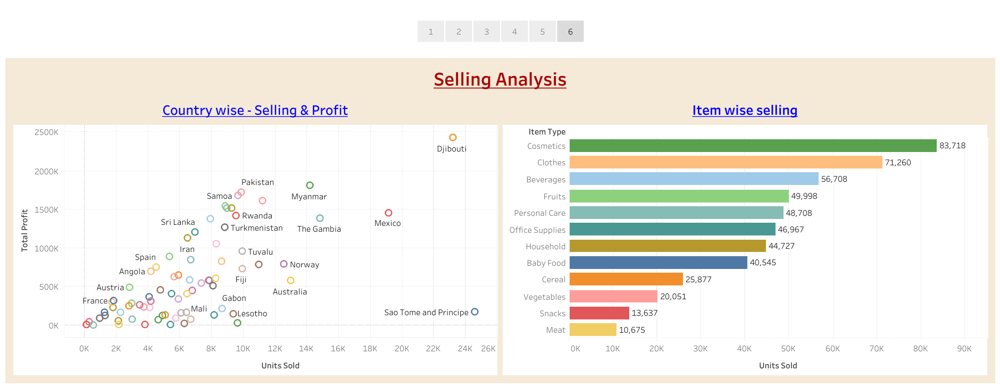 1 2 3 4 5 6
Selling Analysis
Country wise - Selling & Profit
2500K
2000K
1500K
1000K
500K
0K
Total Profit
Djibouti
Pakistan
Samoa
Myanmar
Rwanda
Mexico
Sri Lanka
Turkmenistan
The Gambia
Iran
Tuvalu
Spain
Norway
Angola
Fiji
Austria
Australia
France
Gabon
Mali
Lesotho
Sao Tome and Principe
0K 2K 4K 6K 8K 10K 12K 14K 16K 18K 20K 22K 24K 26K
Units Sold
Item wise selling
Item Type
Cosmetics 83,718
Clothes 71,260
Beverages 56,708
Fruits 49,998
Personal Care 48,708
Office Supplies 46,967
Household 44,727
Baby Food 40,545
Cereal 25,877
Vegetables 20,051
Snacks 13,637
Meat 10,675
0K 10K 20K 30K 40K 50K 60K 70K 80K 90K
Units Sold